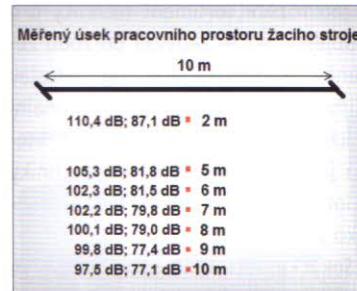 Měřený úsek pracovního prostoru žacího stroje
10 m
110,4 dB; 87,1 dB 2 m
105,3 dB; 81,8 dB 5 m
102,3 dB; 81,5 dB 6 m
102,2 dB; 79,8 dB 7 m
100,1 dB; 79,0 dB 8 m
99,8 dB; 77,4 dB 9 m
97,5 dB; 77,1 dB 10 m